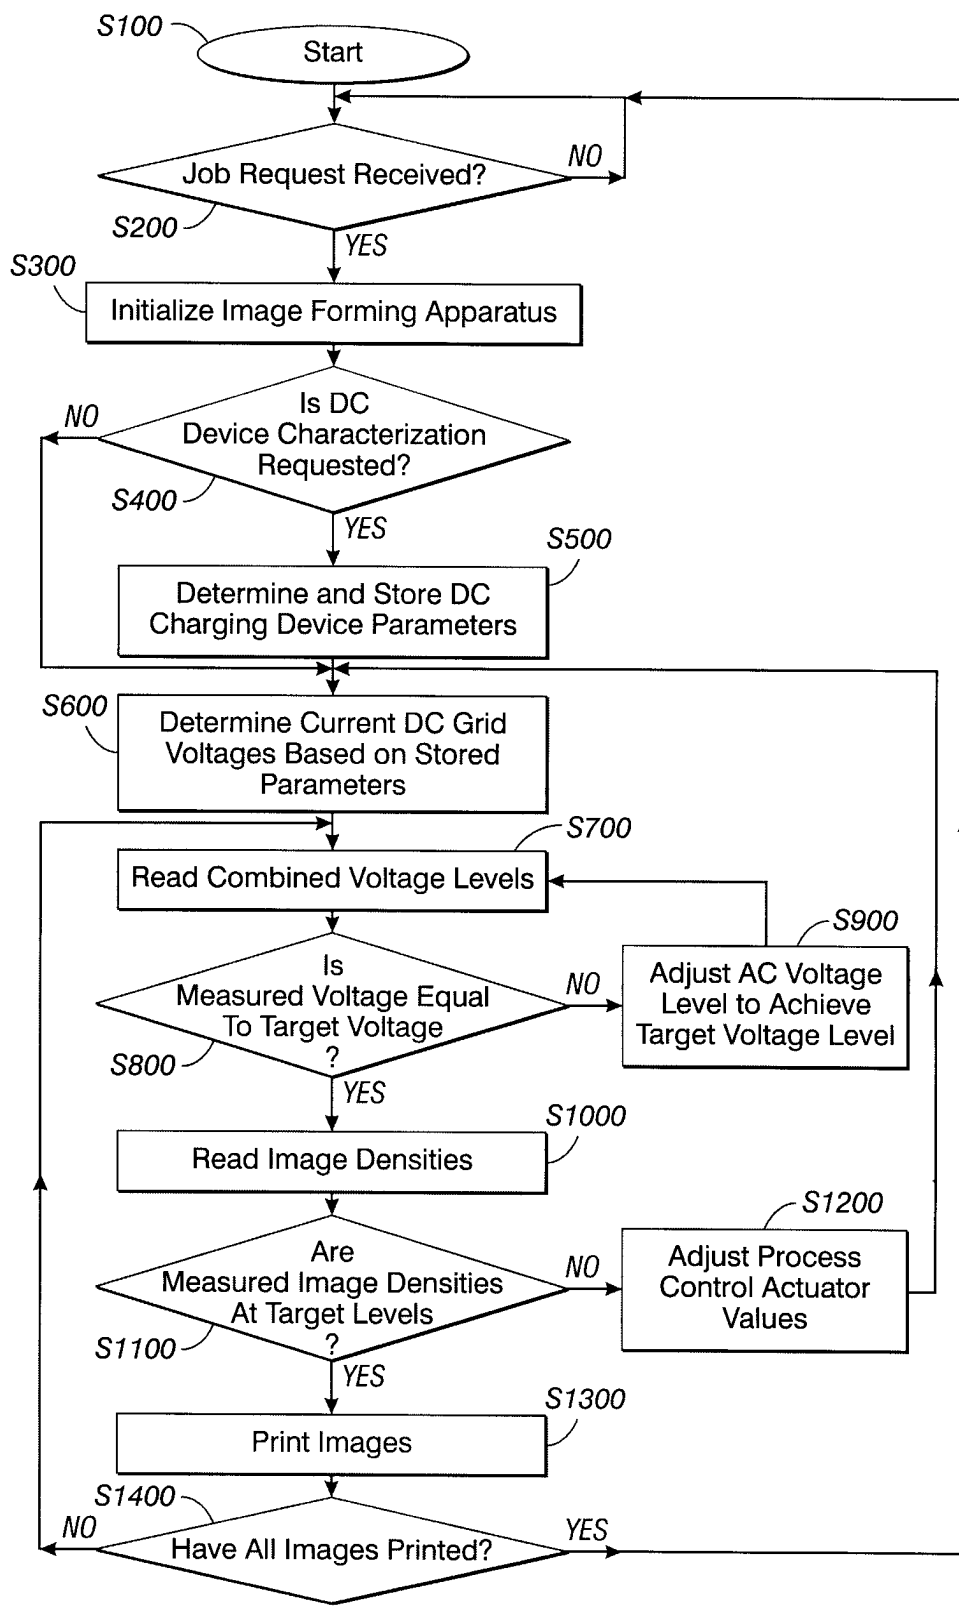 S100
Start
Job Request Received?
NO
S200
YES
S300
Initialize Image Forming Apparatus
Is DC
Device Characterization
Requested?
NO
S400
YES
S500
Determine and Store DC
Charging Device Parameters
S600
Determine Current DC Grid
Voltages Based on Stored
Parameters
S700
Read Combined Voltage Levels
S900
Adjust AC Voltage
Level to Achieve
Target Voltage Level
Is
Measured Voltage Equal
To Target Voltage
?
NO
S800
YES
S1000
Read Image Densities
S1200
Adjust Process
Control Actuator
Values
Are
Measured Image Densities
At Target Levels
?
NO
S1100
YES
S1300
Print Images
S1400
NO
Have All Images Printed?
YES